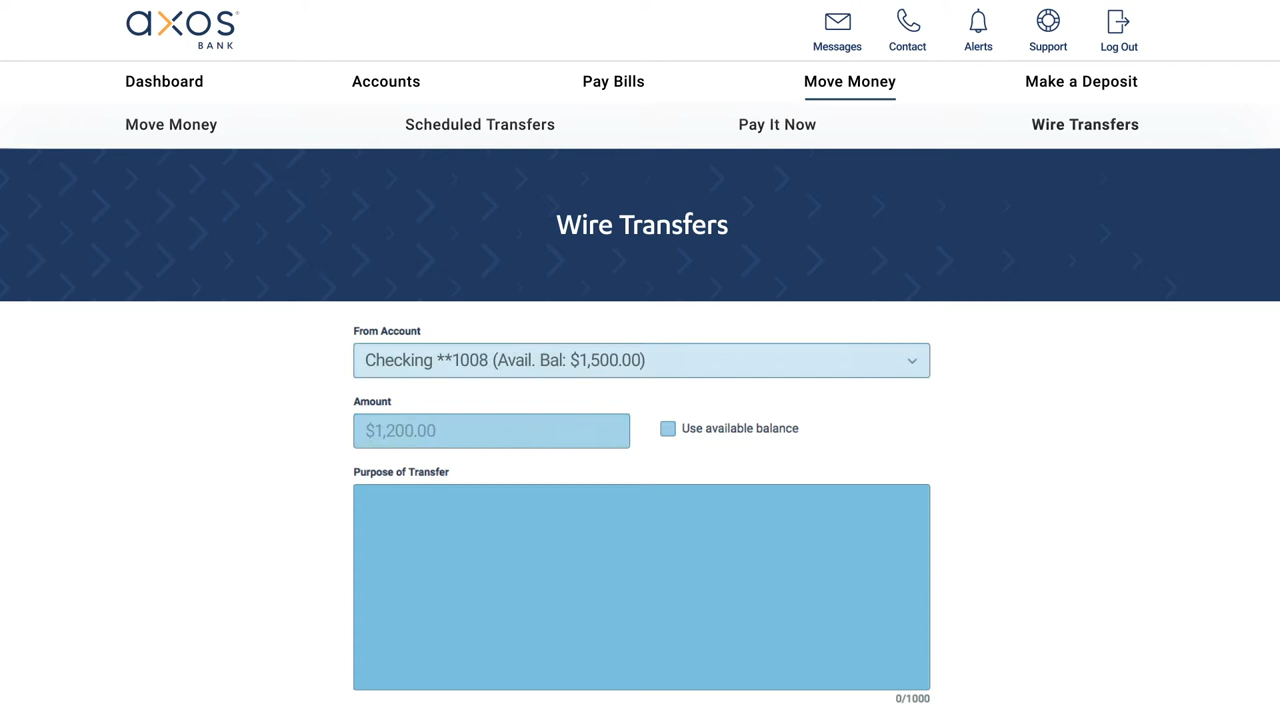 axos
BANK
Messages Contact Alerts Support Log Out
Dashboard Accounts Pay Bills Move Money Make a Deposit
Move Money Scheduled Transfers Pay It Now Wire Transfers
Wire Transfers
From Account
Checking **1008 (Avail. Bal: $1,500.00)
Amount
$1,200.00 Use available balance
Purpose of Transfer
0/1000